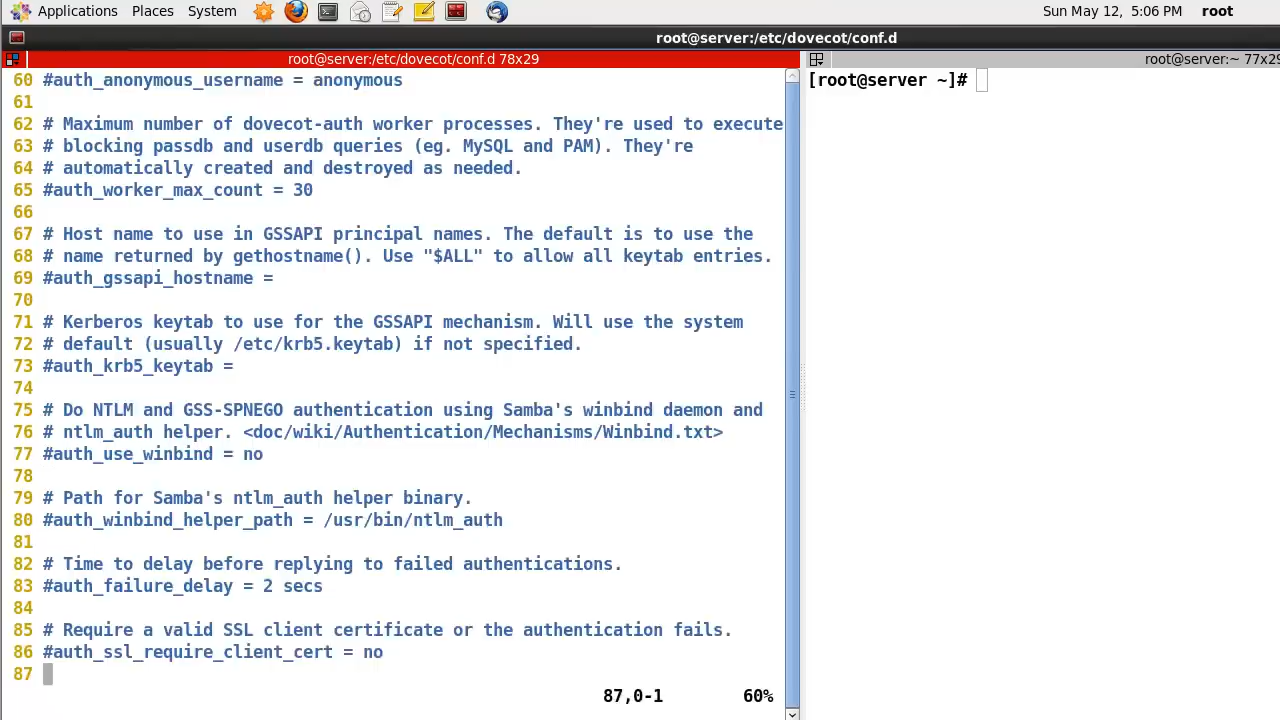 Applications Places System Sun May 12, 5:06 PM root
root@server:/etc/dovecot/conf.d
root@server:/etc/dovecot/conf.d 78x29
root@server:~ 77x29
60 #auth_anonymous_username = anonymous
61
62 # Maximum number of dovecot-auth worker processes. They're used to execute
63 # blocking passdb and userdb queries (eg. MySQL and PAM). They're
64 # automatically created and destroyed as needed.
65 #auth_worker_max_count = 30
66
67 # Host name to use in GSSAPI principal names. The default is to use the
68 # name returned by gethostname(). Use "$ALL" to allow all keytab entries.
69 #auth_gssapi_hostname =
70
71 # Kerberos keytab to use for the GSSAPI mechanism. Will use the system
72 # default (usually /etc/krb5.keytab) if not specified.
73 #auth_krb5_keytab =
74
75 # Do NTLM and GSS-SPNEGO authentication using Samba's winbind daemon and
76 # ntlm_auth helper. <doc/wiki/Authentication/Mechanisms/Winbind.txt>
77 #auth_use_winbind = no
78
79 # Path for Samba's ntlm_auth helper binary.
80 #auth_winbind_helper_path = /usr/bin/ntlm_auth
81
82 # Time to delay before replying to failed authentications.
83 #auth_failure_delay = 2 secs
84
85 # Require a valid SSL client certificate or the authentication fails.
86 #auth_ssl_require_client_cert = no
87
87,0-1 60%
[root@server ~]#